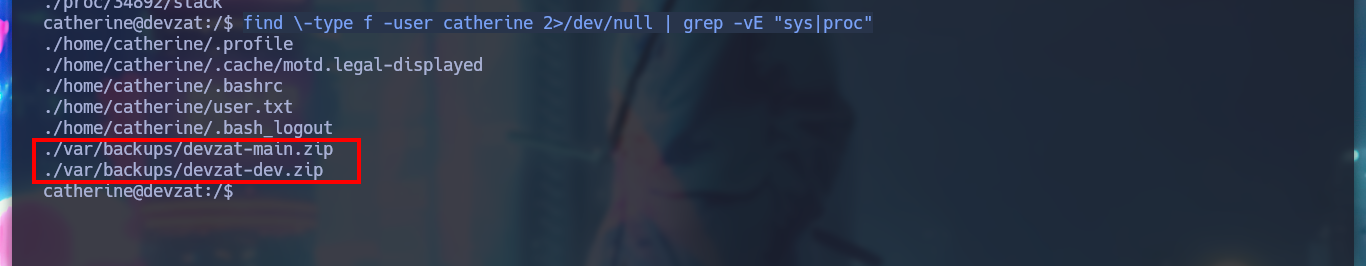 ./proc/34892/stack
catherine@devzat:/$ find \-type f -user catherine 2>/dev/null | grep -vE "sys|proc"
./home/catherine/.profile
./home/catherine/.cache/motd.legal-displayed
./home/catherine/.bashrc
./home/catherine/user.txt
./home/catherine/.bash_logout
./var/backups/devzat-main.zip
./var/backups/devzat-dev.zip
catherine@devzat:/$